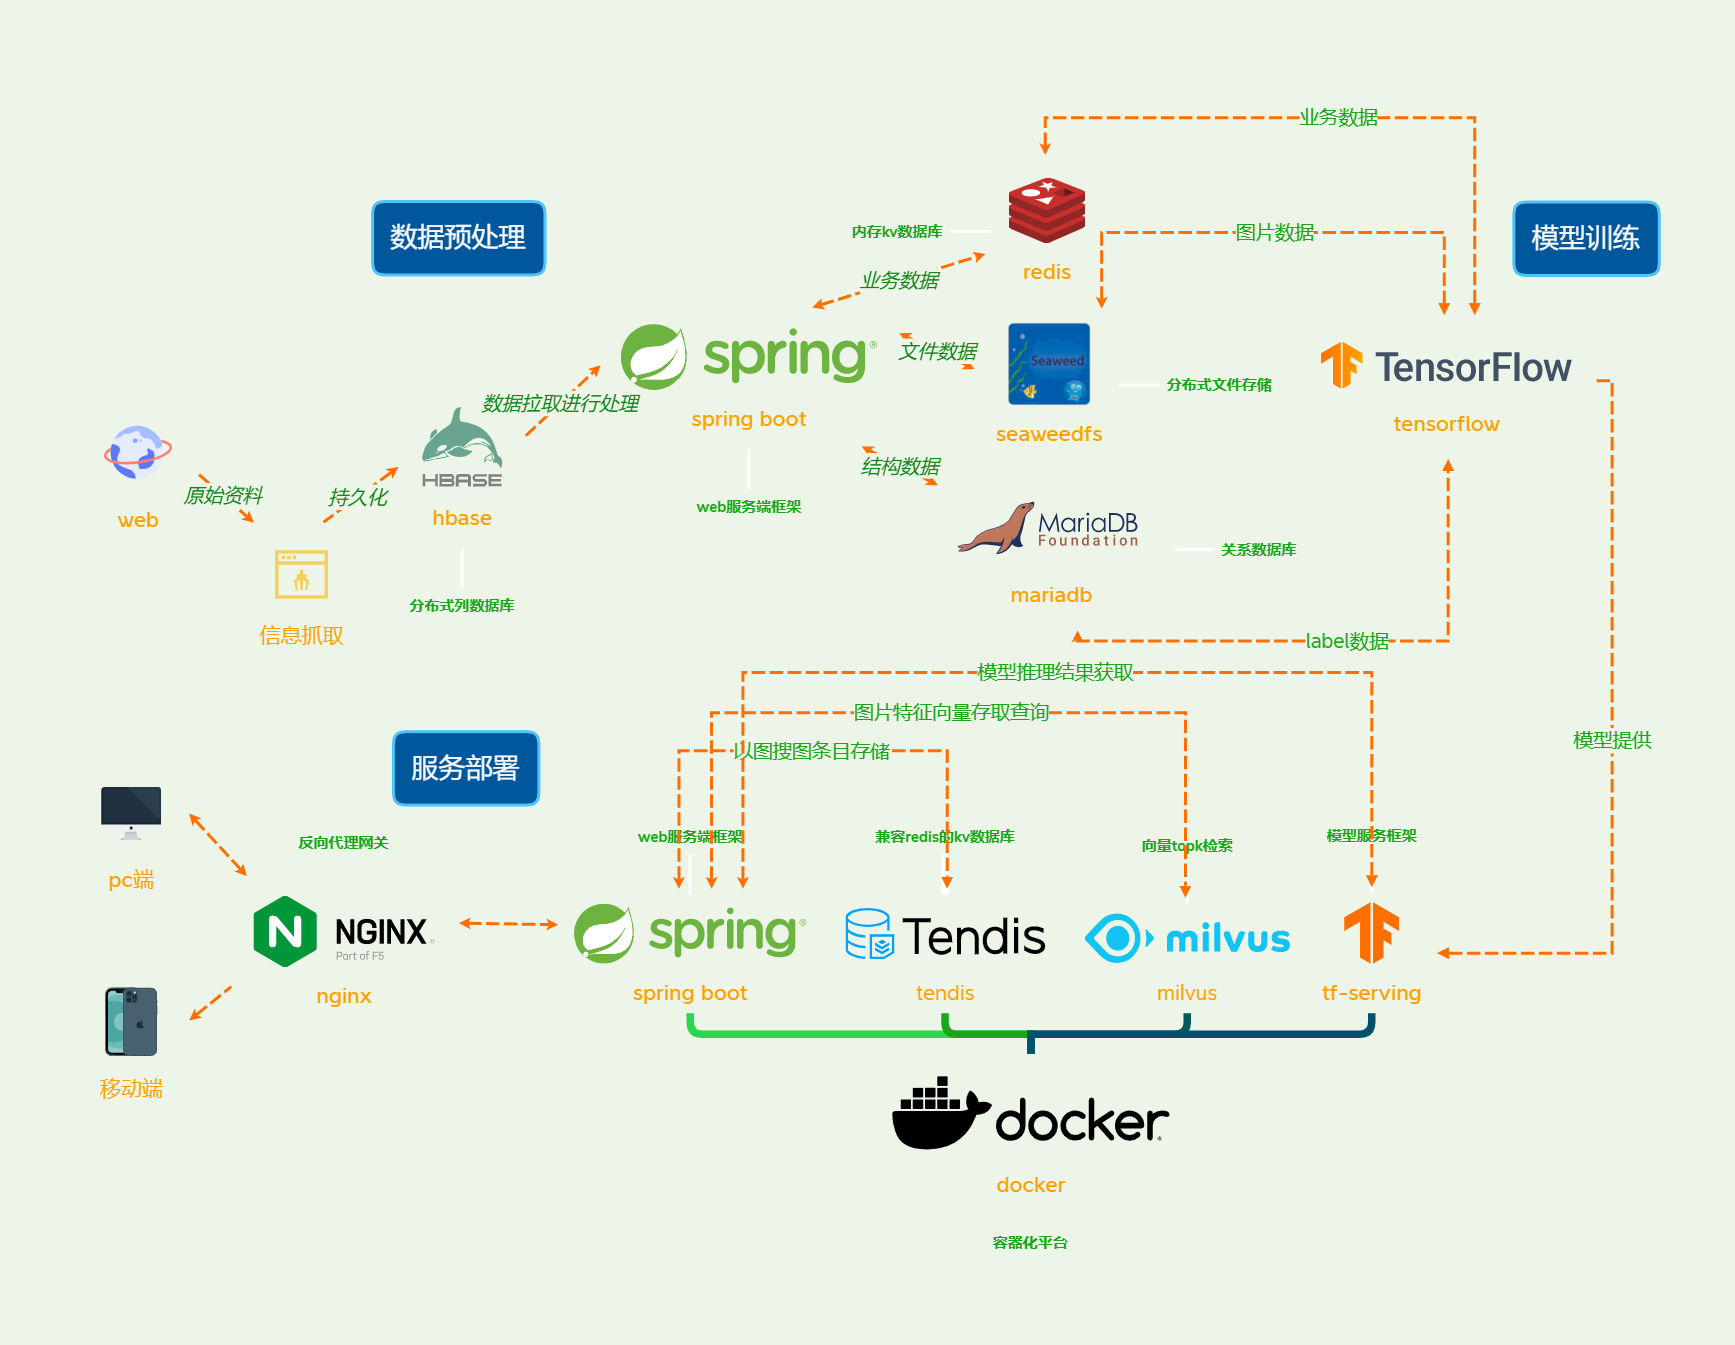 业务数据
数据预处理
模型训练
内存kv数据库
图片数据
redis
业务数据
spring
®
文件数据
Seaweed
分布式文件存储
TensorFlow
数据拉取进行处理
spring boot
seaweedfs
tensorflow
HBASE
hbase
原始资料
持久化
web
结构数据
web服务端框架
MariaDB
Foundation
关系数据库
mariadb
分布式列数据库
信息抓取
label数据
模型推理结果获取
图片特征向量存取查询
以图搜图条目存储
模型提供
服务部署
反向代理网关
web服务端框架
兼容redis的kv数据库
向量topk检索
模型服务框架
pc端
N
NGINX
Part of F5
nginx
spring
®
spring boot
Tendis
tendis
milvus
milvus
tf-serving
移动端
docker
docker
容器化平台